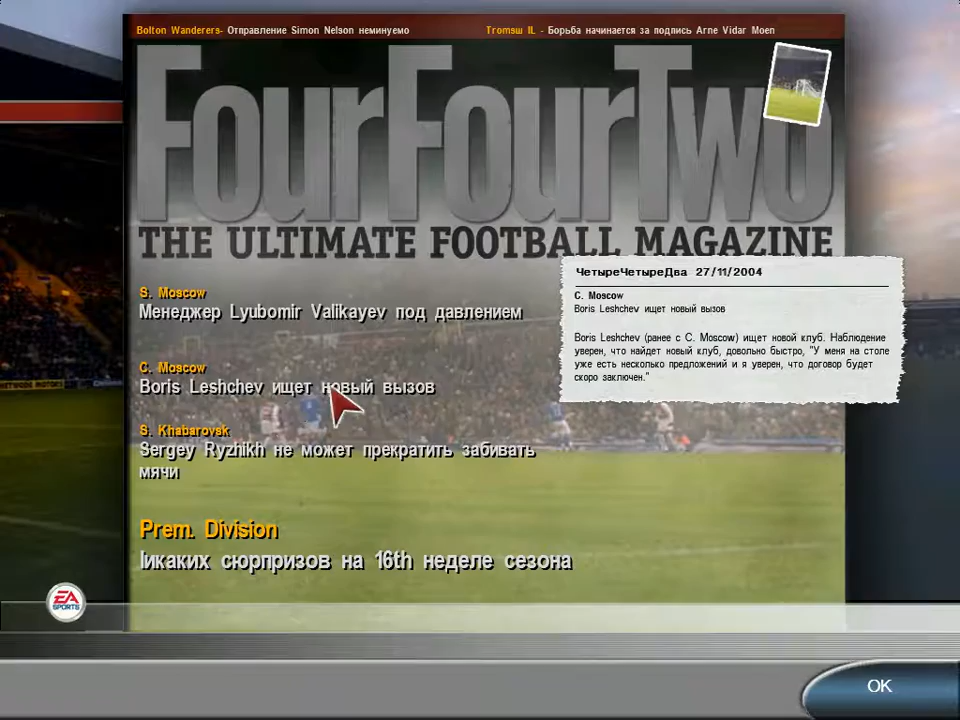 Bolton Wanderers- Отправление Simon Nelson неминуемо
Tromsш IL - Борьба начинается за подпись Arne Vidar Moen
FourFourTwo
THE ULTIMATE FOOTBALL MAGAZINE
S. Moscow
Менеджер Lyubomir Valikayev под давлением
C. Moscow
Boris Leshchev ищет новый вызов
S. Khabarovsk
Sergey Ryzhikh не может прекратить забивать
мячи
Prem. Division
Іикаких сюрпризов на 16th неделе сезона
ЧетыреЧетыреДва 27/11/2004
C. Moscow
Boris Leshchev ищет новый вызов
Boris Leshchev (ранее с C. Moscow) ищет новой клуб. Наблюдение
уверен, что найдет новый клуб, довольно быстро, "У меня на столе
уже есть несколько предложений и я уверен, что договор будет
скоро заключен."
EA
SPORTS
OK